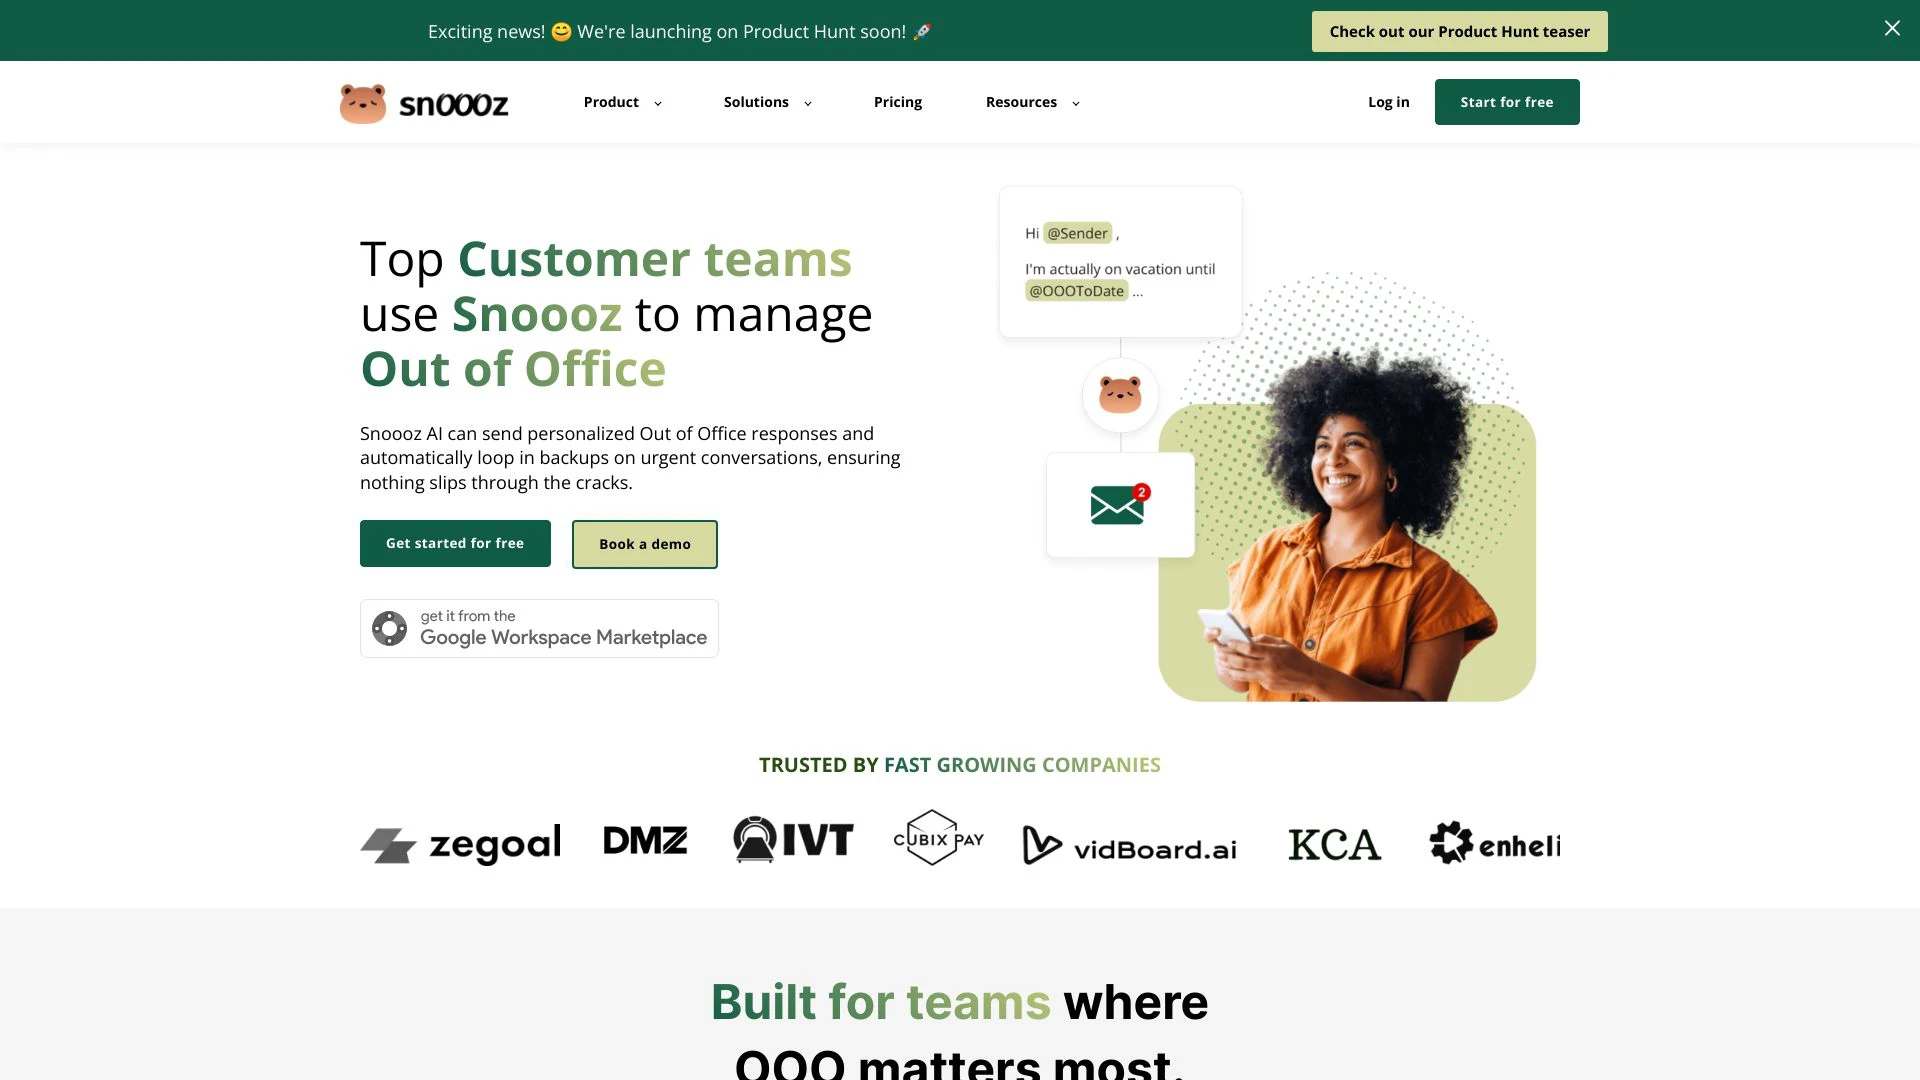 Exciting news! 😊 We're launching on Product Hunt soon! 🚀
Check out our Product Hunt teaser
snOOOz
Product
Solutions
Pricing
Resources
Log in
Start for free
Top Customer teams
use Snoooz to manage
Out of Office
Snoooz AI can send personalized Out of Office responses and
automatically loop in backups on urgent conversations, ensuring
nothing slips through the cracks.
Get started for free
Book a demo
get it from the
Google Workspace Marketplace
Hi @Sender ,
I'm actually on vacation until
@OOOToDate ...
2
TRUSTED BY FAST GROWING COMPANIES
zegoal
DMZ
IVT
CUBIX PAY
vidBoard.ai
KCA
enheli
Built for teams where
OOO matters most.